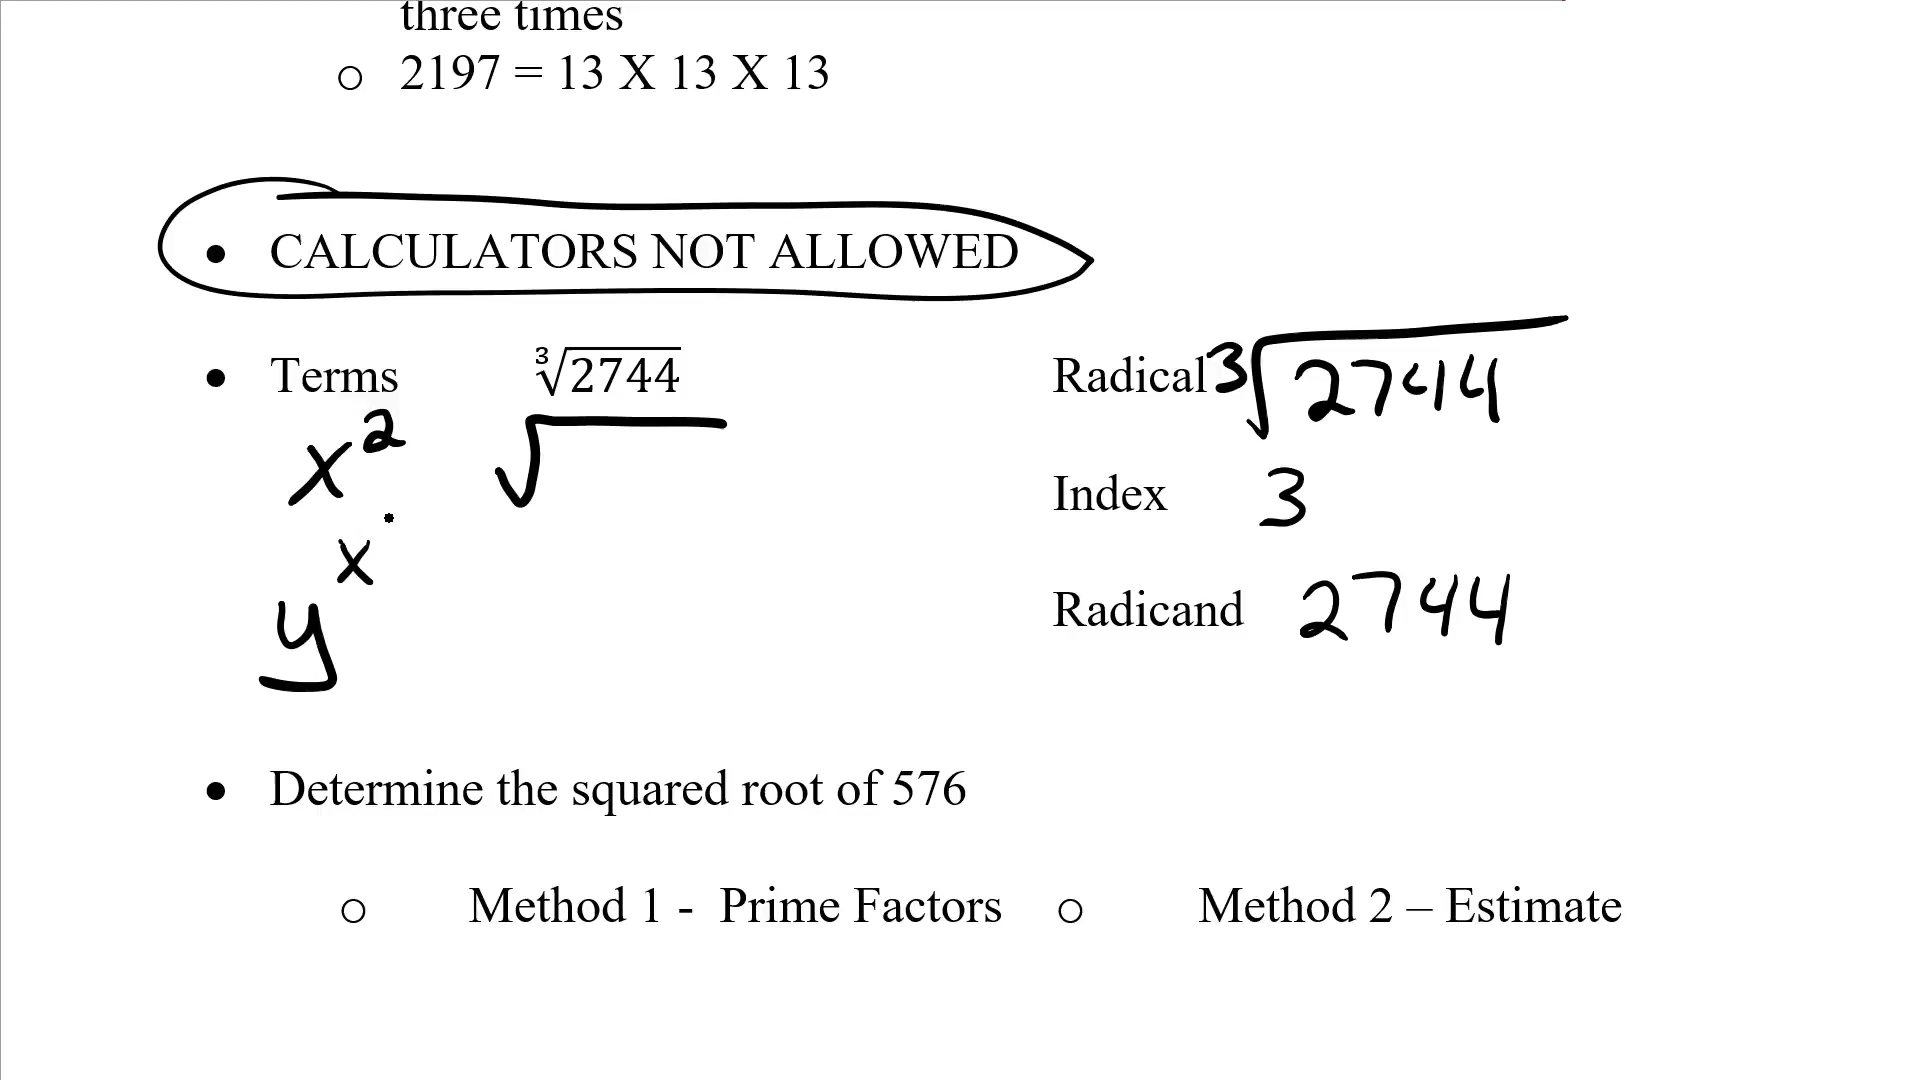 three times
○ 2197 = 13 X 13 X 13
• CALCULATORS NOT ALLOWED
• Terms ∛2744 Radical ∛2744
x² √ Index 3
y^x Radicand 2744
• Determine the squared root of 576
○ Method 1 - Prime Factors ○ Method 2 – Estimate